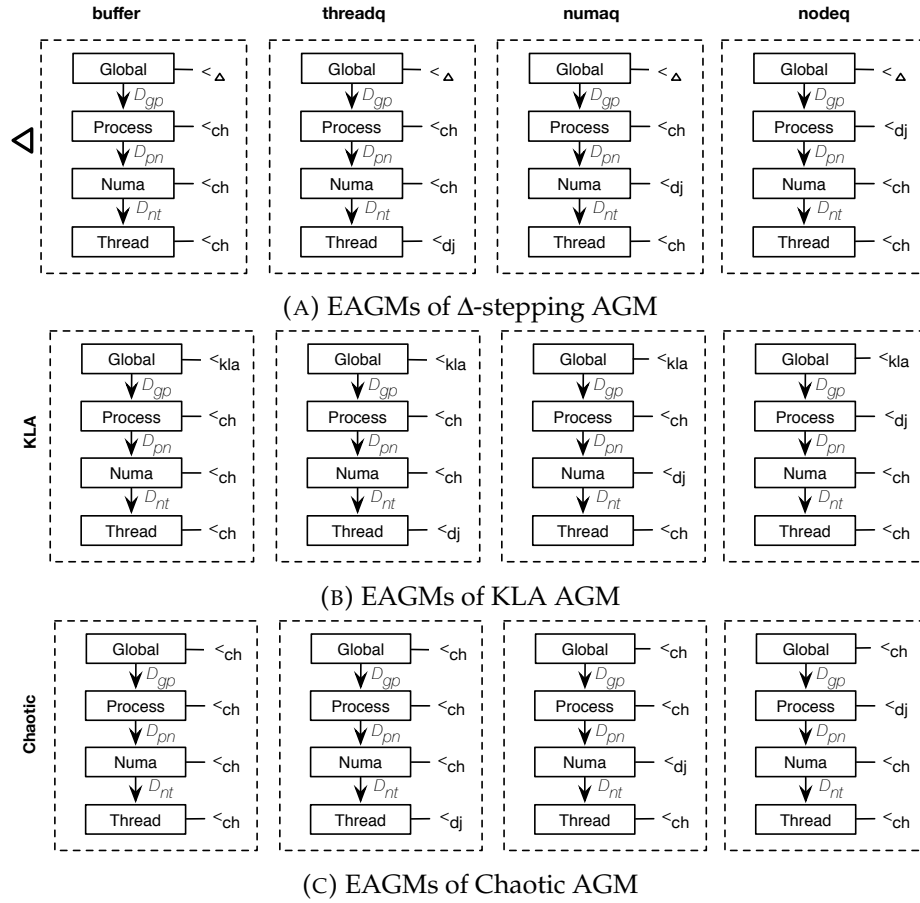 buffer threadq numaq nodeq
Δ
Global <Δ Global <Δ Global <Δ Global <Δ
D_gp D_gp D_gp D_gp
Process <ch Process <ch Process <ch Process <dj
D_pn D_pn D_pn D_pn
Numa <ch Numa <ch Numa <dj Numa <ch
D_nt D_nt D_nt D_nt
Thread <ch Thread <dj Thread <ch Thread <ch
(A) EAGMs of Δ-stepping AGM
KLA
Global <kla Global <kla Global <kla Global <kla
D_gp D_gp D_gp D_gp
Process <ch Process <ch Process <ch Process <dj
D_pn D_pn D_pn D_pn
Numa <ch Numa <ch Numa <dj Numa <ch
D_nt D_nt D_nt D_nt
Thread <ch Thread <dj Thread <ch Thread <ch
(B) EAGMs of KLA AGM
Chaotic
Global <ch Global <ch Global <ch Global <ch
D_gp D_gp D_gp D_gp
Process <ch Process <ch Process <ch Process <dj
D_pn D_pn D_pn D_pn
Numa <ch Numa <ch Numa <dj Numa <ch
D_nt D_nt D_nt D_nt
Thread <ch Thread <dj Thread <ch Thread <ch
(C) EAGMs of Chaotic AGM